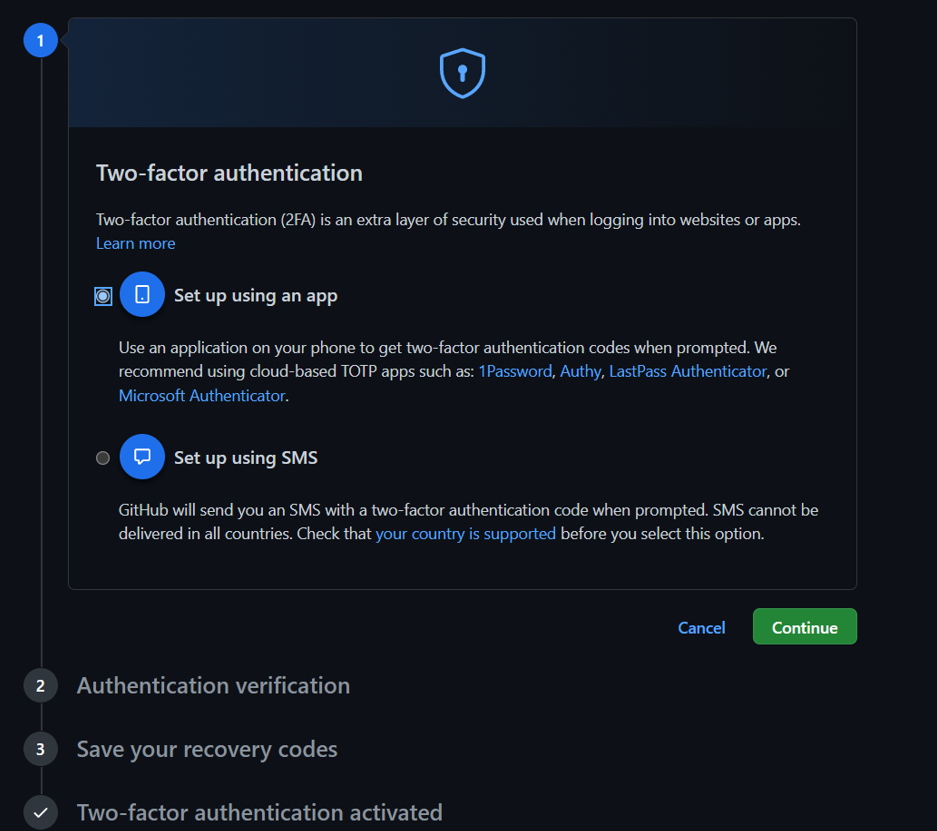 1
Two-factor authentication
Two-factor authentication (2FA) is an extra layer of security used when logging into websites or apps.
Learn more
Set up using an app
Use an application on your phone to get two-factor authentication codes when prompted. We
recommend using cloud-based TOTP apps such as: 1Password, Authy, LastPass Authenticator, or
Microsoft Authenticator.
Set up using SMS
GitHub will send you an SMS with a two-factor authentication code when prompted. SMS cannot be
delivered in all countries. Check that your country is supported before you select this option.
Cancel Continue
2 Authentication verification
3 Save your recovery codes
Two-factor authentication activated